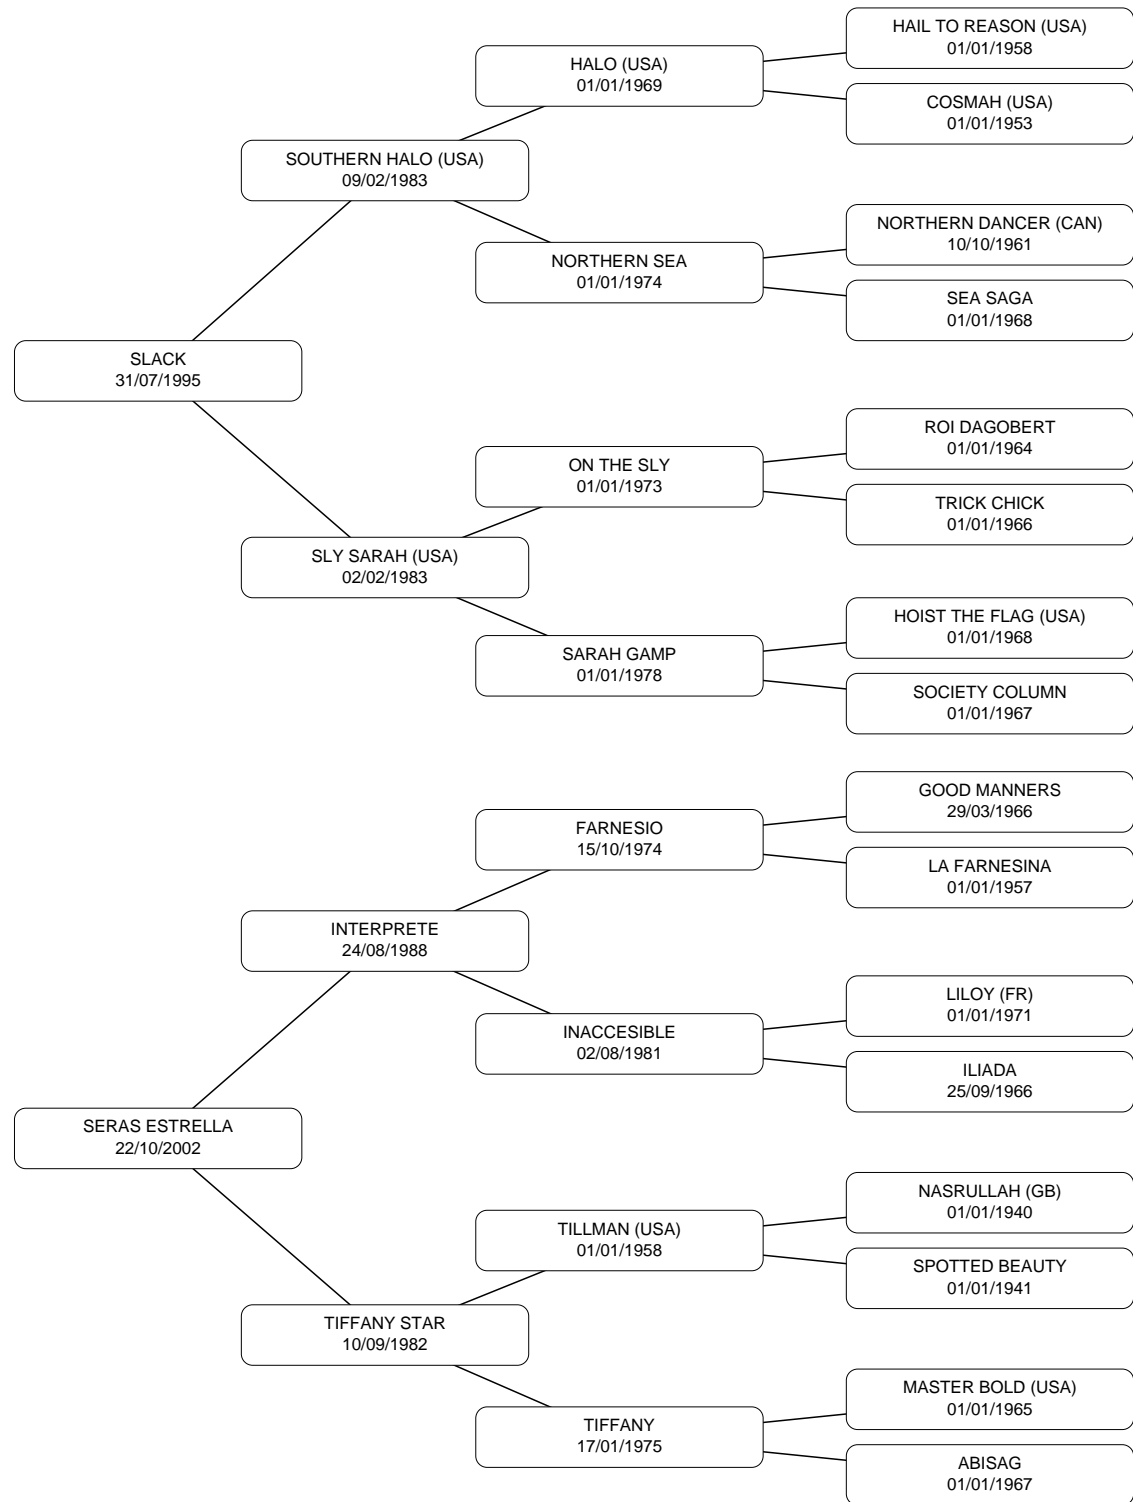 HAIL TO REASON (USA)
01/01/1958
HALO (USA)
01/01/1969
COSMAH (USA)
01/01/1953
SOUTHERN HALO (USA)
09/02/1983
NORTHERN DANCER (CAN)
10/10/1961
NORTHERN SEA
01/01/1974
SEA SAGA
01/01/1968
SLACK
31/07/1995
ROI DAGOBERT
01/01/1964
ON THE SLY
01/01/1973
TRICK CHICK
01/01/1966
SLY SARAH (USA)
02/02/1983
HOIST THE FLAG (USA)
01/01/1968
SARAH GAMP
01/01/1978
SOCIETY COLUMN
01/01/1967
GOOD MANNERS
29/03/1966
FARNESIO
15/10/1974
LA FARNESINA
01/01/1957
INTERPRETE
24/08/1988
LILOY (FR)
01/01/1971
INACCESIBLE
02/08/1981
ILIADA
25/09/1966
SERAS ESTRELLA
22/10/2002
NASRULLAH (GB)
01/01/1940
TILLMAN (USA)
01/01/1958
SPOTTED BEAUTY
01/01/1941
TIFFANY STAR
10/09/1982
MASTER BOLD (USA)
01/01/1965
TIFFANY
17/01/1975
ABISAG
01/01/1967